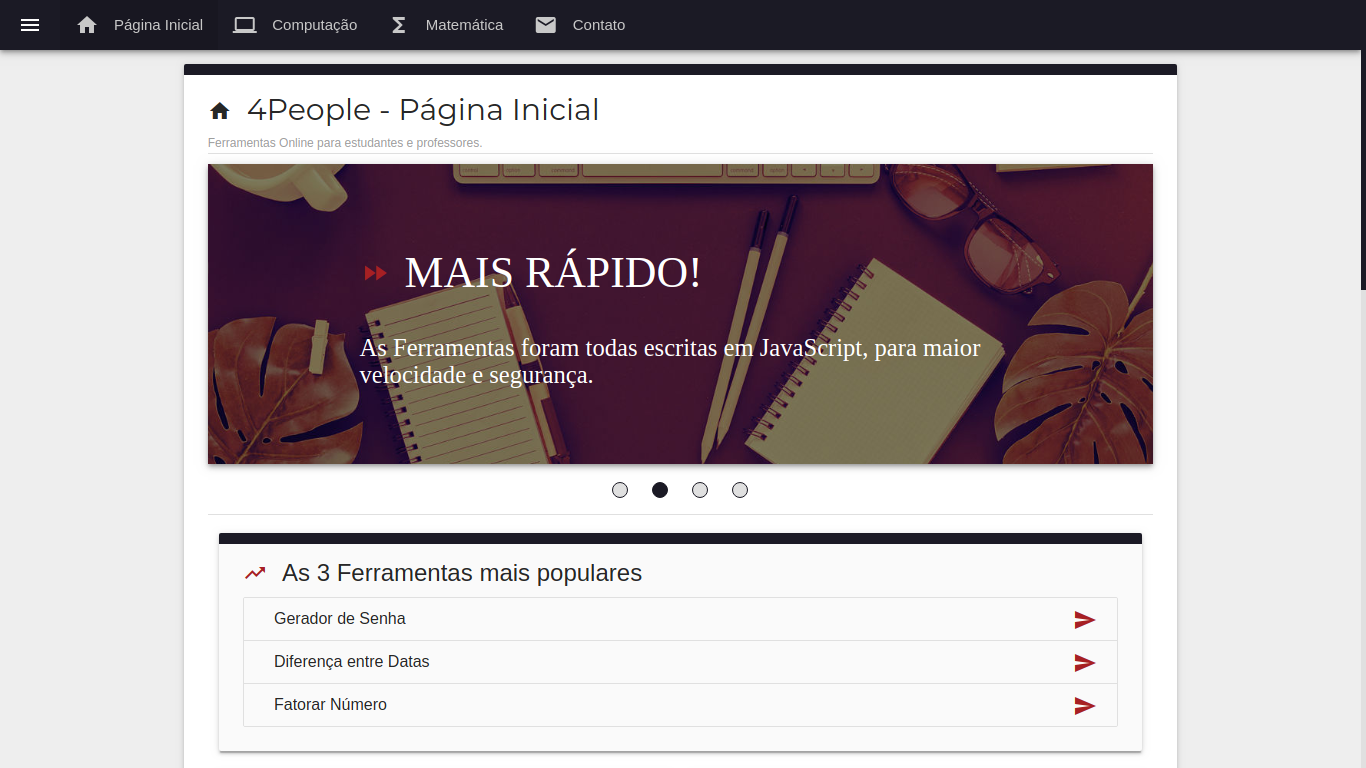 Página Inicial
Computação
Matemática
Contato
4People - Página Inicial
Ferramentas Online para estudantes e professores.
MAIS RÁPIDO!
As Ferramentas foram todas escritas em JavaScript, para maior
velocidade e segurança.
As 3 Ferramentas mais populares
Gerador de Senha
Diferença entre Datas
Fatorar Número